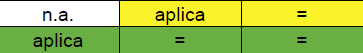 n.a. aplica =
aplica = =